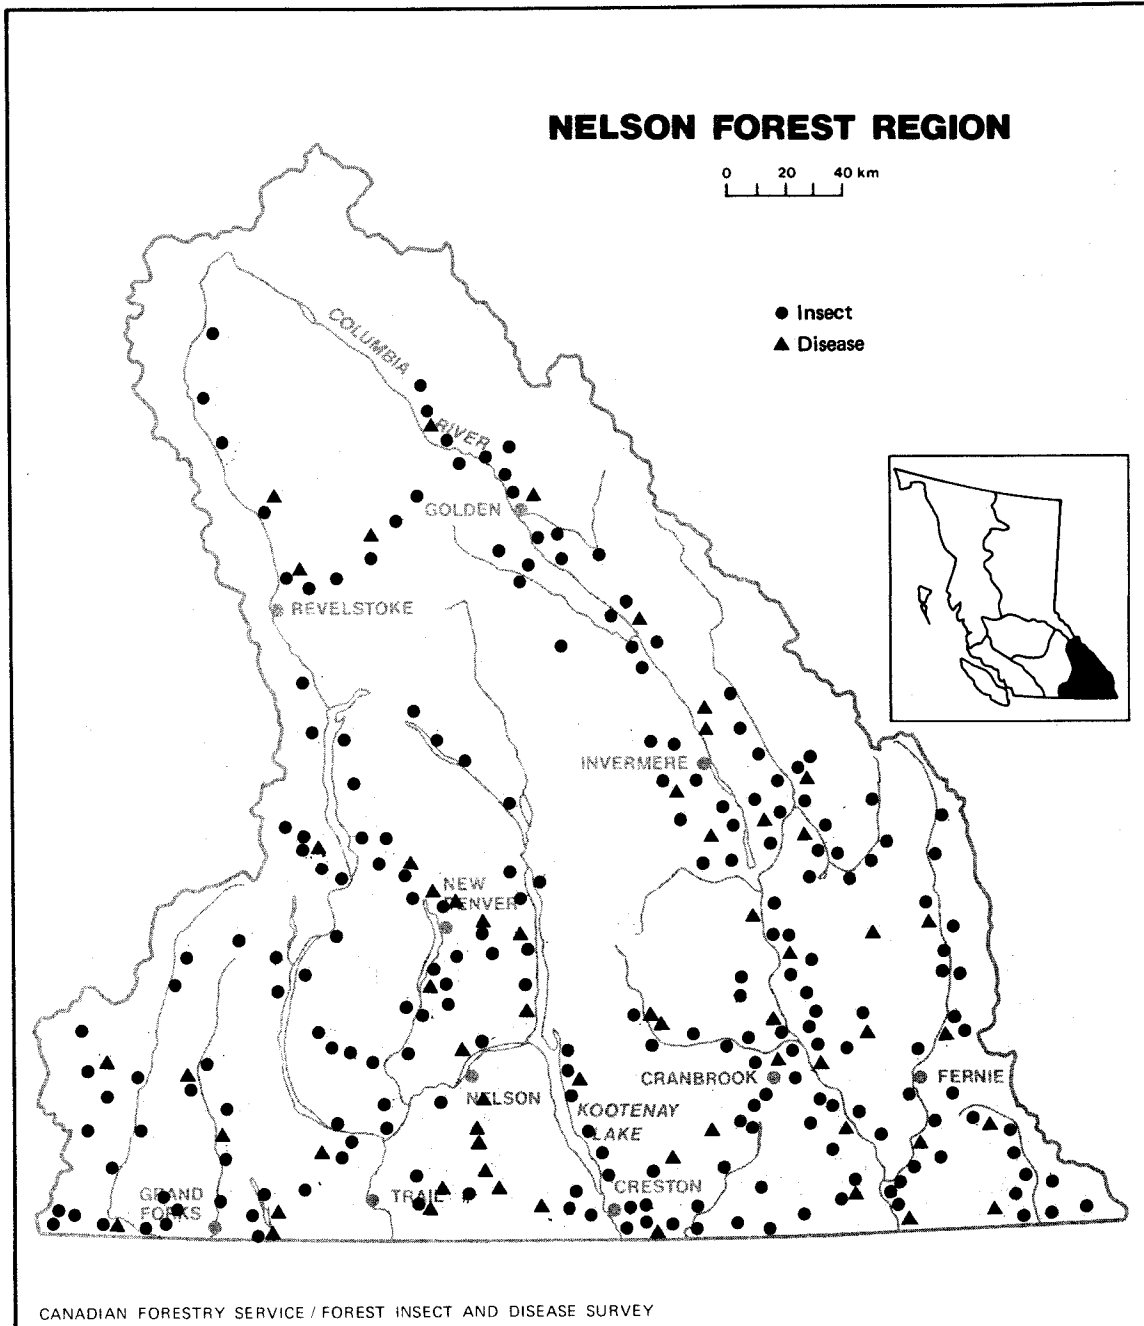 NELSON FOREST REGION
0 20 40 km
Insect
Disease
COLUMBIA
RIVER
GOLDEN
REVELSTOKE
INVERMERE
NEW
DENVER
CRANBROOK
FERNIE
NELSON
KOOTENAY
LAKE
GRAND
FORKS
TRAIL
CRESTON
CANADIAN FORESTRY SERVICE / FOREST INSECT AND DISEASE SURVEY